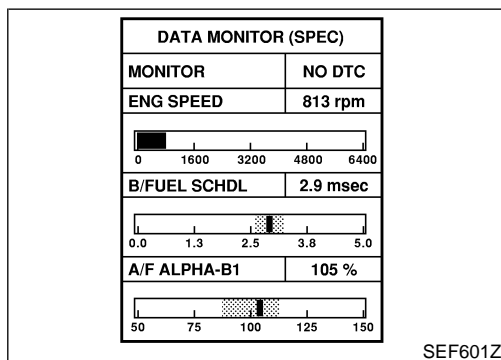 DATA MONITOR (SPEC)
MONITOR NO DTC
ENG SPEED 813 rpm
0 1600 3200 4800 6400
B/FUEL SCHDL 2.9 msec
0.0 1.3 2.5 3.8 5.0
A/F ALPHA-B1 105 %
50 75 100 125 150
SEF601Z